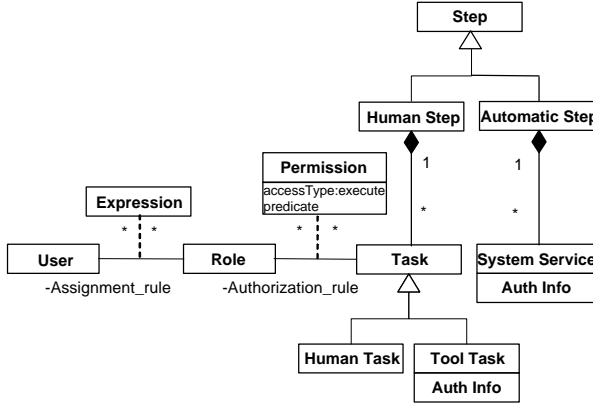 Step
Human Step
Automatic Step
1
1
Permission
accessType:execute
predicate
Expression
*
*
*
*
*
*
User
Role
Task
System Service
Auth Info
-Assignment_rule
-Authorization_rule
Human Task
Tool Task
Auth Info